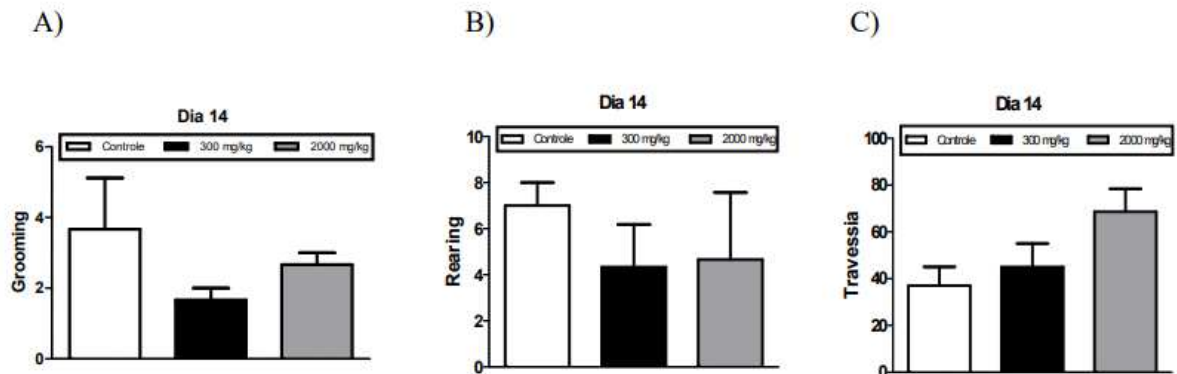 A)
B)
C)
Dia 14
Controle 300 mg/kg 2000 mg/kg
6
4
2
0
Grooming
Dia 14
Controle 300 mg/kg 2000 mg/kg
10
8
6
4
2
0
Rearing
Dia 14
Controle 300 mg/kg 2000 mg/kg
100
80
60
40
20
0
Travessia